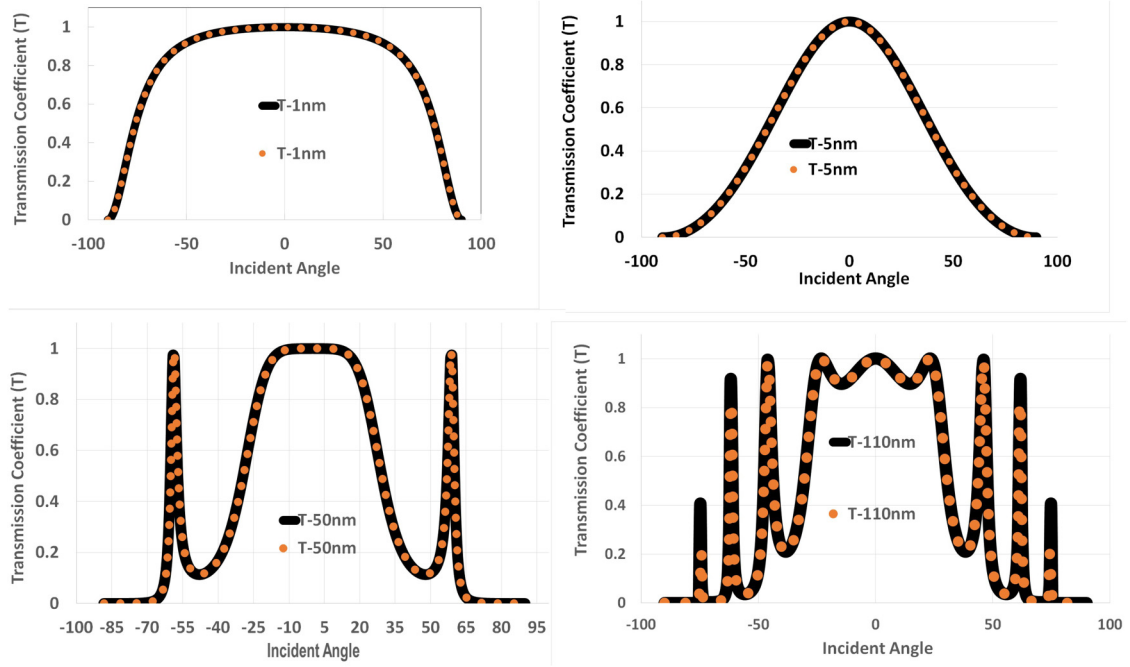 Transmission Coefficient (T)
1
0.8
0.6
0.4
0.2
0
T-1nm
T-1nm
-100 -50 0 50 100
Incident Angle
Transmission Coefficient (T)
1
0.8
0.6
0.4
0.2
0
T-5nm
T-5nm
-100 -50 0 50 100
Incident Angle
Transmission Coefficient (T)
1
0.8
0.6
0.4
0.2
0
T-50nm
T-50nm
-100 -85 -70 -55 -40 -25 -10 5 20 35 50 65 80 95
Incident Angle
Transmission Coefficient (T)
1
0.8
0.6
0.4
0.2
0
T-110nm
T-110nm
-100 -50 0 50 100
Incident Angle